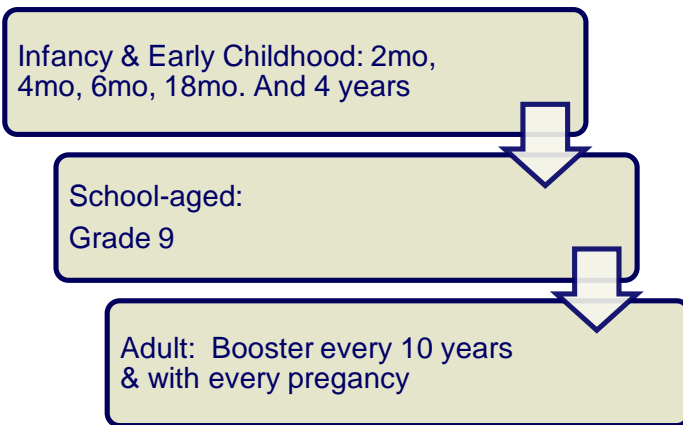 Infancy & Early Childhood: 2mo,
4mo, 6mo, 18mo. And 4 years
School-aged:
Grade 9
Adult:  Booster every 10 years
& with every pregancy